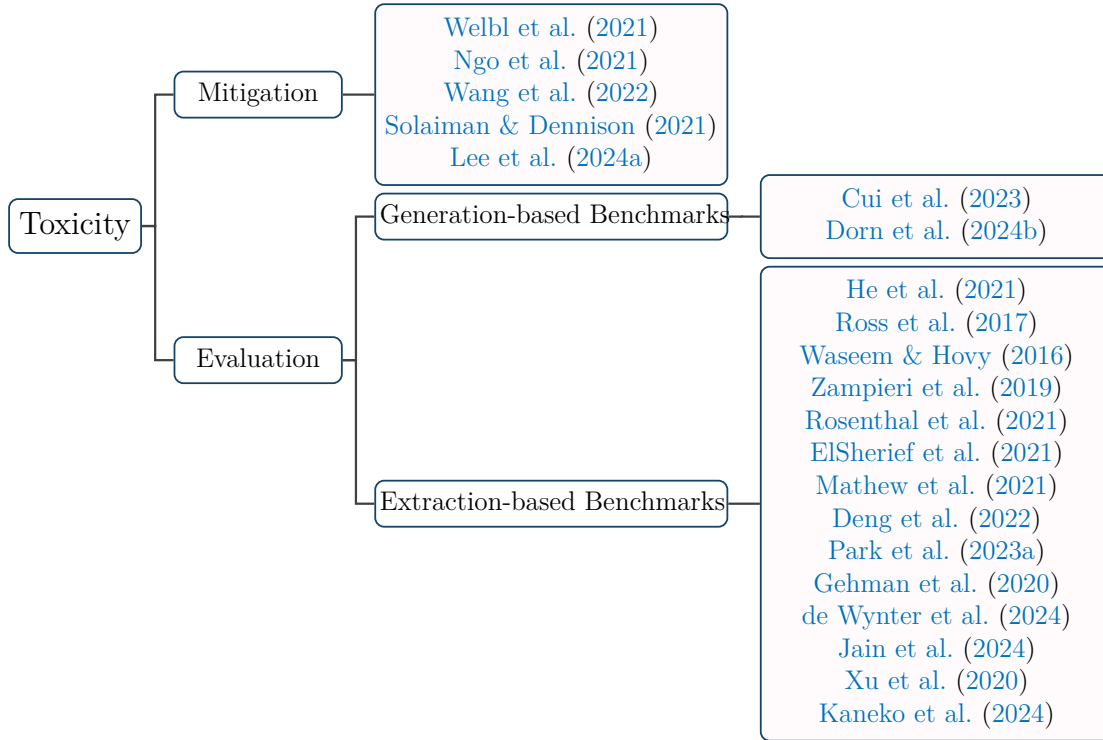 Toxicity
Mitigation
Welbl et al. (2021)
Ngo et al. (2021)
Wang et al. (2022)
Solaiman & Dennison (2021)
Lee et al. (2024a)
Evaluation
Generation-based Benchmarks
Cui et al. (2023)
Dorn et al. (2024b)
Extraction-based Benchmarks
He et al. (2021)
Ross et al. (2017)
Waseem & Hovy (2016)
Zampieri et al. (2019)
Rosenthal et al. (2021)
ElSherief et al. (2021)
Mathew et al. (2021)
Deng et al. (2022)
Park et al. (2023a)
Gehman et al. (2020)
de Wynter et al. (2024)
Jain et al. (2024)
Xu et al. (2020)
Kaneko et al. (2024)